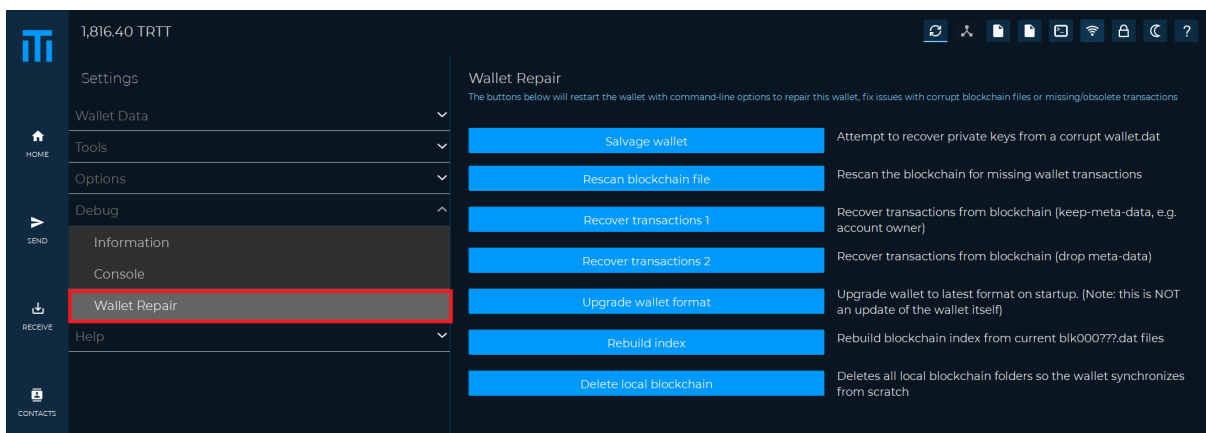 1,816.40 TRTT
?
HOME
SEND
RECEIVE
CONTACTS
Settings
Wallet Data
Tools
Options
Debug
Information
Console
Wallet Repair
Help
Wallet Repair
The buttons below will restart the wallet with command-line options to repair this wallet, fix issues with corrupt blockchain files or missing/obsolete transactions
Salvage wallet
Attempt to recover private keys from a corrupt wallet.dat
Rescan blockchain file
Rescan the blockchain for missing wallet transactions
Recover transactions 1
Recover transactions from blockchain (keep-meta-data, e.g.
account owner)
Recover transactions 2
Recover transactions from blockchain (drop meta-data)
Upgrade wallet format
Upgrade wallet to latest format on startup. (Note: this is NOT
an update of the wallet itself)
Rebuild index
Rebuild blockchain index from current blk000???.dat files
Delete local blockchain
Deletes all local blockchain folders so the wallet synchronizes
from scratch